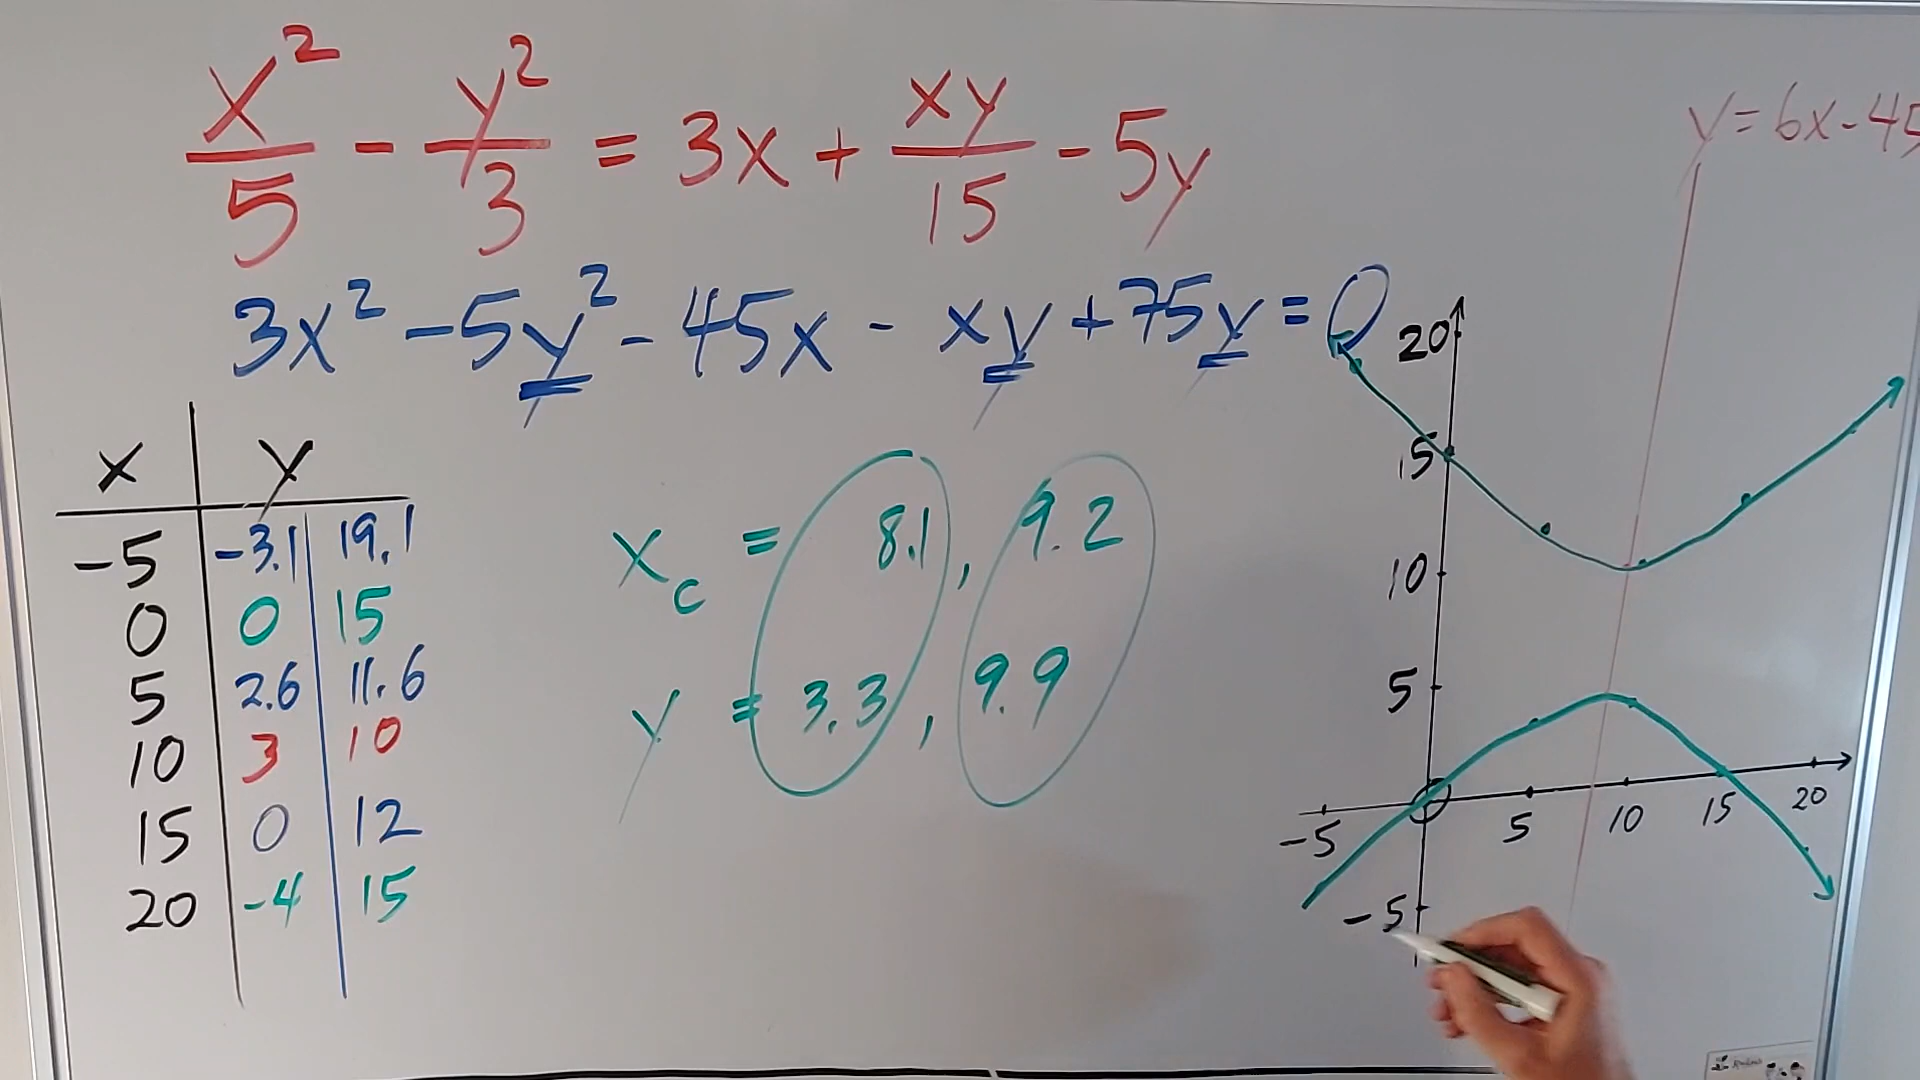 x²/5 - y²/3 = 3x + xy/15 - 5y
y = 6x - 45
3x² - 5y² - 45x - xy + 75y = 0
x | y
-5 | -3.1 | 19.1
0 | 0 | 15
5 | 2.6 | 11.6
10 | 3 | 10
15 | 0 | 12
20 | -4 | 15
x_c = 8.1, 9.2
y = 3.3, 9.9
20
15
10
5
-5 5 10 15 20
-5